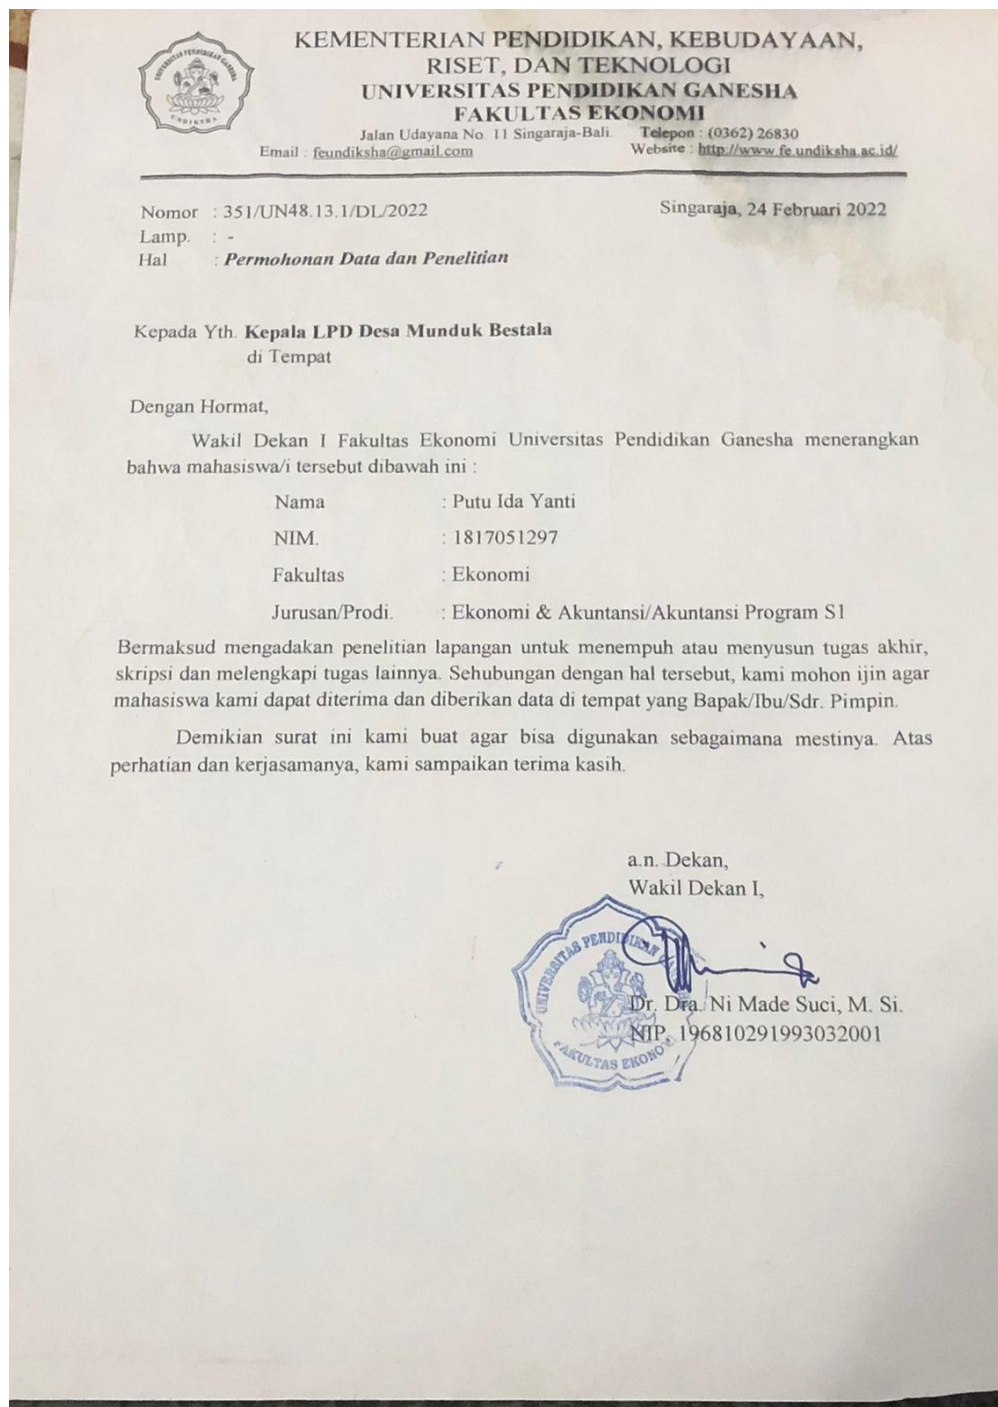 KEMENTERIAN PENDIDIKAN, KEBUDAYAAN,
RISET, DAN TEKNOLOGI
UNIVERSITAS PENDIDIKAN GANESHA
FAKULTAS EKONOMI
Jalan Udayana No. 11 Singaraja-Bali. Telepon : (0362) 26830
Email : feundiksha@gmail.com Website : http://www.fe.undiksha.ac.id/
UNIVERSITAS PENDIDIKAN GANESHA
UNDIKSHA
Nomor : 351/UN48.13.1/DL/2022 Singaraja, 24 Februari 2022
Lamp. : -
Hal : Permohonan Data dan Penelitian
Kepada Yth. Kepala LPD Desa Munduk Bestala
di Tempat
Dengan Hormat,
Wakil Dekan I Fakultas Ekonomi Universitas Pendidikan Ganesha menerangkan
bahwa mahasiswa/i tersebut dibawah ini :
Nama : Putu Ida Yanti
NIM. : 1817051297
Fakultas : Ekonomi
Jurusan/Prodi. : Ekonomi & Akuntansi/Akuntansi Program S1
Bermaksud mengadakan penelitian lapangan untuk menempuh atau menyusun tugas akhir,
skripsi dan melengkapi tugas lainnya. Sehubungan dengan hal tersebut, kami mohon ijin agar
mahasiswa kami dapat diterima dan diberikan data di tempat yang Bapak/Ibu/Sdr. Pimpin.
Demikian surat ini kami buat agar bisa digunakan sebagaimana mestinya. Atas
perhatian dan kerjasamanya, kami sampaikan terima kasih.
a.n. Dekan,
Wakil Dekan I,
UNIVERSITAS PENDIDIKAN
FAKULTAS EKONOMI
Dr. Dra. Ni Made Suci, M. Si.
NIP. 196810291993032001